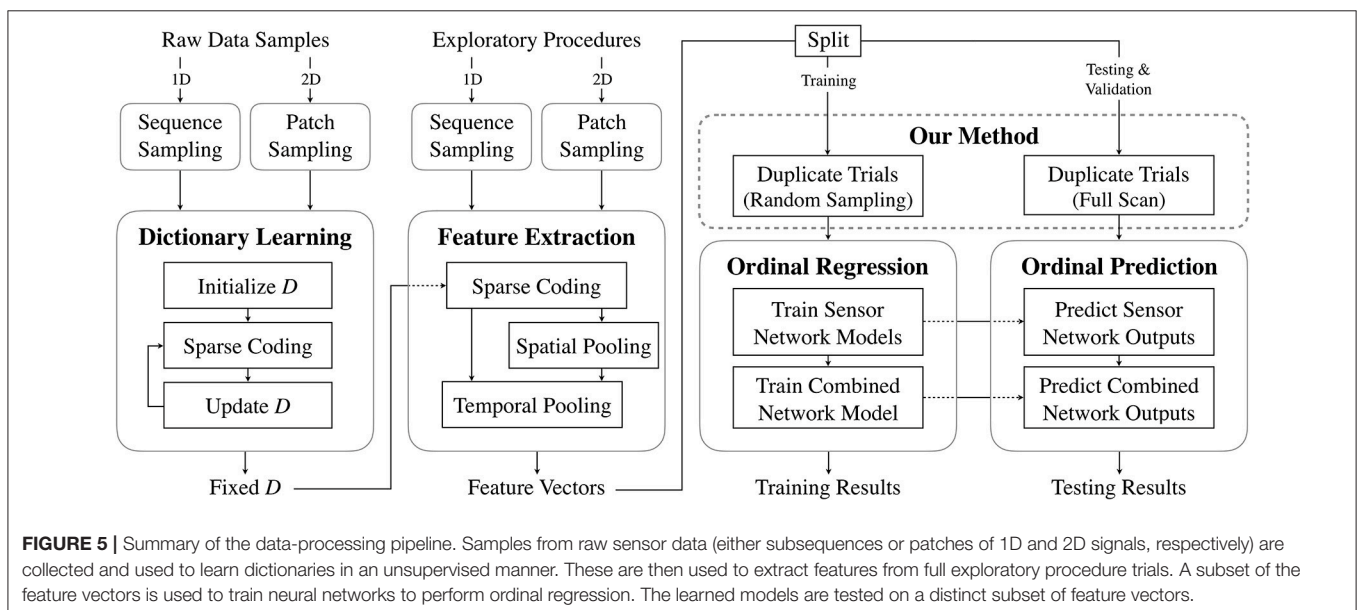 Raw Data Samples
1D
2D
Sequence
Sampling
Patch
Sampling
Dictionary Learning
Initialize D
Sparse Coding
Update D
Fixed D
Exploratory Procedures
1D
2D
Sequence
Sampling
Patch
Sampling
Feature Extraction
Sparse Coding
Spatial Pooling
Temporal Pooling
Feature Vectors
Split
Training
Testing &
Validation
Our Method
Duplicate Trials
(Random Sampling)
Duplicate Trials
(Full Scan)
Ordinal Regression
Train Sensor
Network Models
Train Combined
Network Model
Training Results
Ordinal Prediction
Predict Sensor
Network Outputs
Predict Combined
Network Outputs
Testing Results
FIGURE 5 | Summary of the data-processing pipeline. Samples from raw sensor data (either subsequences or patches of 1D and 2D signals, respectively) are
collected and used to learn dictionaries in an unsupervised manner. These are then used to extract features from full exploratory procedure trials. A subset of the
feature vectors is used to train neural networks to perform ordinal regression. The learned models are tested on a distinct subset of feature vectors.